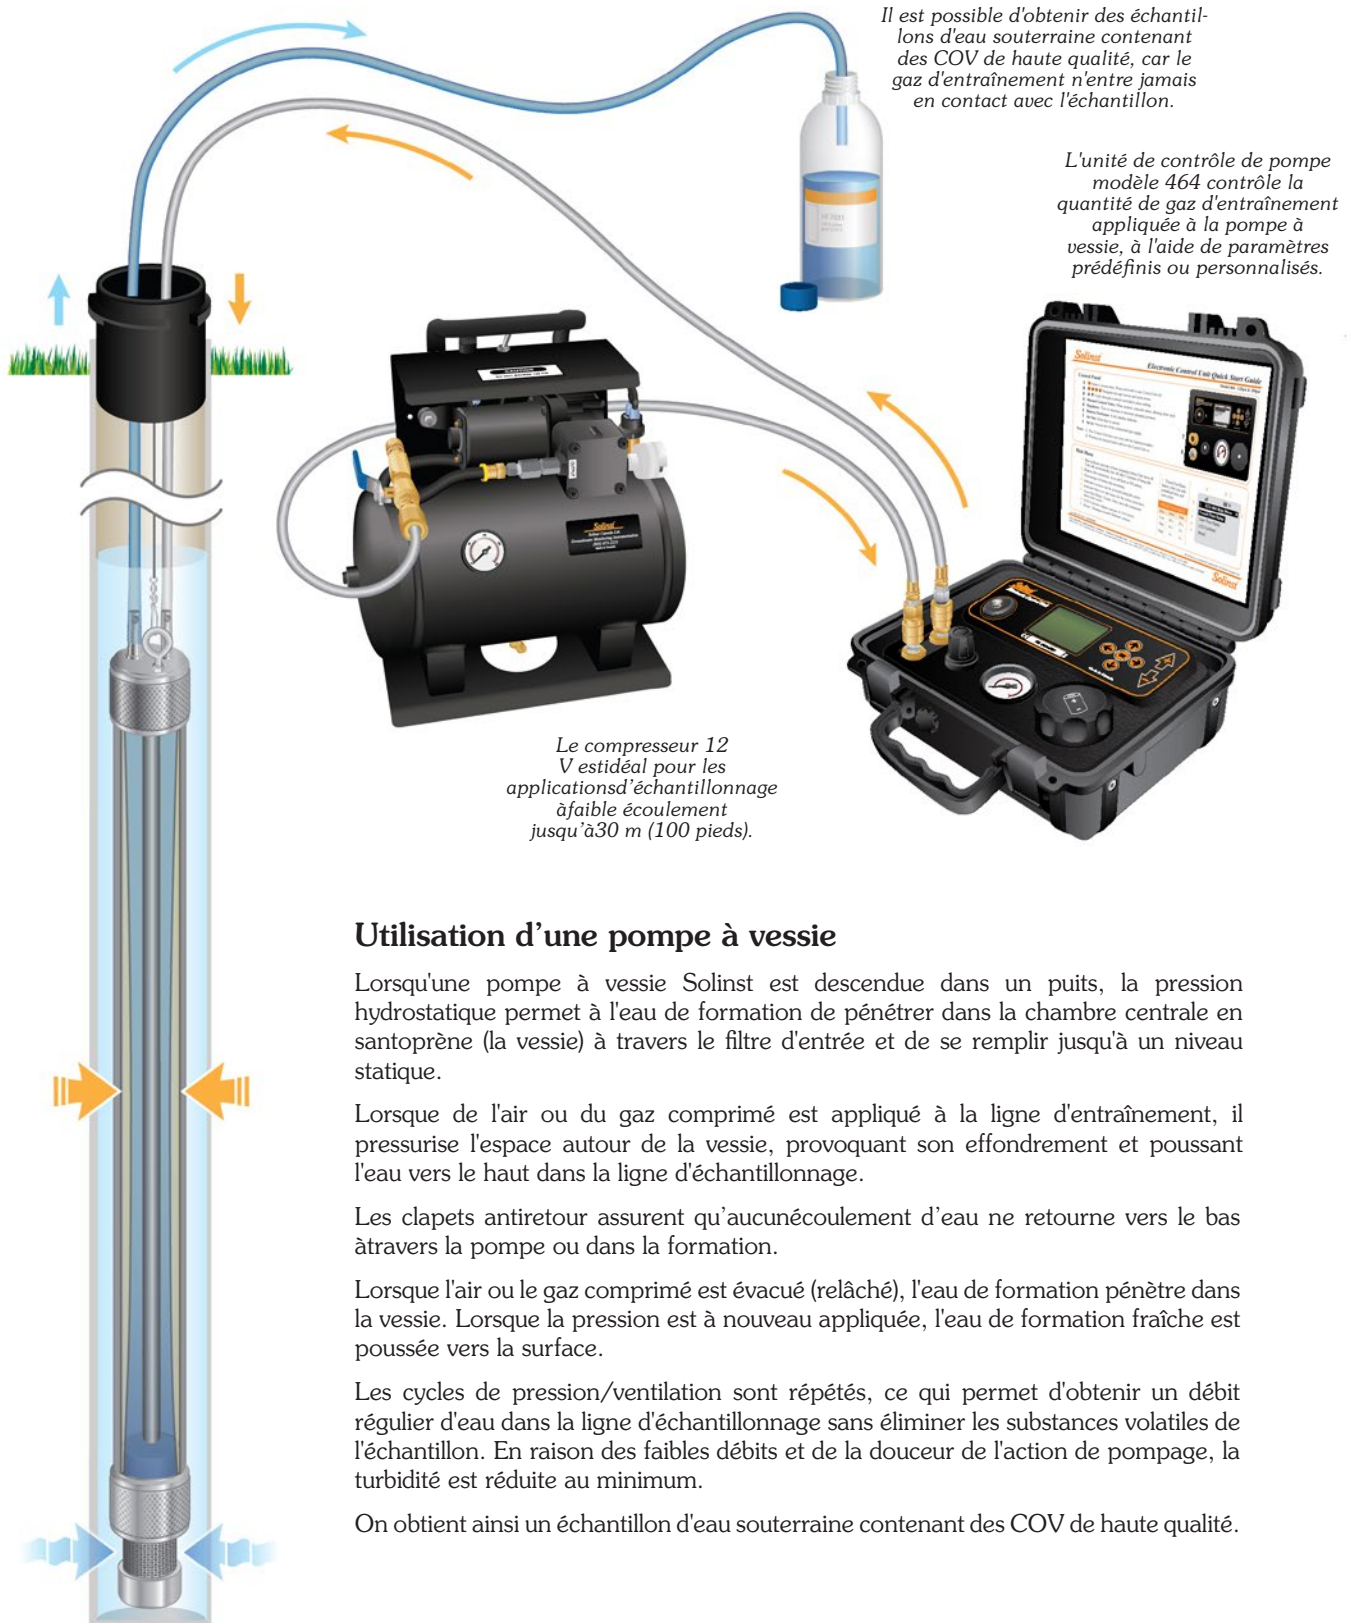 Il est possible d'obtenir des échantil-
lons d'eau souterraine contenant
des COV de haute qualité, car le
gaz d'entraînement n'entre jamais
en contact avec l'échantillon.
L'unité de contrôle de pompe
modèle 464 contrôle la
quantité de gaz d'entraînement
appliquée à la pompe à
vessie, à l'aide de paramètres
prédéfinis ou personnalisés.
Solinst
Electronic Control Unit Quick Start Guide
Solinst
Solinst
Le compresseur 12
V estidéal pour les
applicationsd'échantillonnage
àfaible écoulement
jusqu'à30 m (100 pieds).
Utilisation d'une pompe à vessie
Lorsqu'une pompe à vessie Solinst est descendue dans un puits, la pression
hydrostatique permet à l'eau de formation de pénétrer dans la chambre centrale en
santoprène (la vessie) à travers le filtre d'entrée et de se remplir jusqu'à un niveau
statique.
Lorsque de l'air ou du gaz comprimé est appliqué à la ligne d'entraînement, il
pressurise l'espace autour de la vessie, provoquant son effondrement et poussant
l'eau vers le haut dans la ligne d'échantillonnage.
Les clapets antiretour assurent qu'aucunécoulement d'eau ne retourne vers le bas
àtravers la pompe ou dans la formation.
Lorsque l'air ou le gaz comprimé est évacué (relâché), l'eau de formation pénètre dans
la vessie. Lorsque la pression est à nouveau appliquée, l'eau de formation fraîche est
poussée vers la surface.
Les cycles de pression/ventilation sont répétés, ce qui permet d'obtenir un débit
régulier d'eau dans la ligne d'échantillonnage sans éliminer les substances volatiles de
l'échantillon. En raison des faibles débits et de la douceur de l'action de pompage, la
turbidité est réduite au minimum.
On obtient ainsi un échantillon d'eau souterraine contenant des COV de haute qualité.